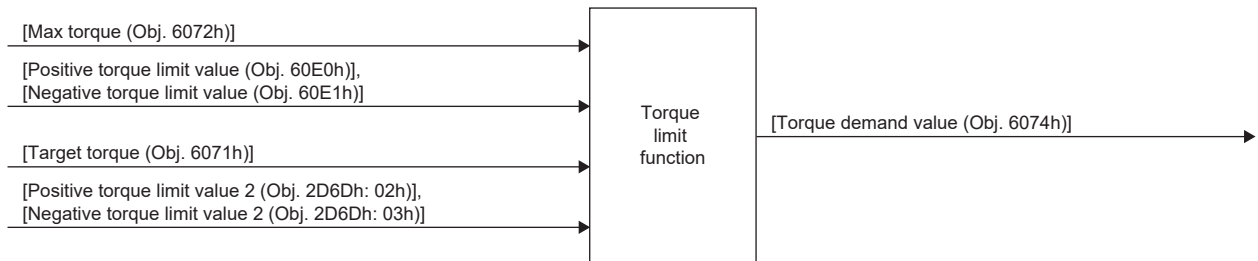 [Max torque (Obj. 6072h)]
[Positive torque limit value (Obj. 60E0h)],
[Negative torque limit value (Obj. 60E1h)]
[Target torque (Obj. 6071h)]
[Positive torque limit value 2 (Obj. 2D6Dh: 02h)],
[Negative torque limit value 2 (Obj. 2D6Dh: 03h)]
Torque
limit
function
[Torque demand value (Obj. 6074h)]